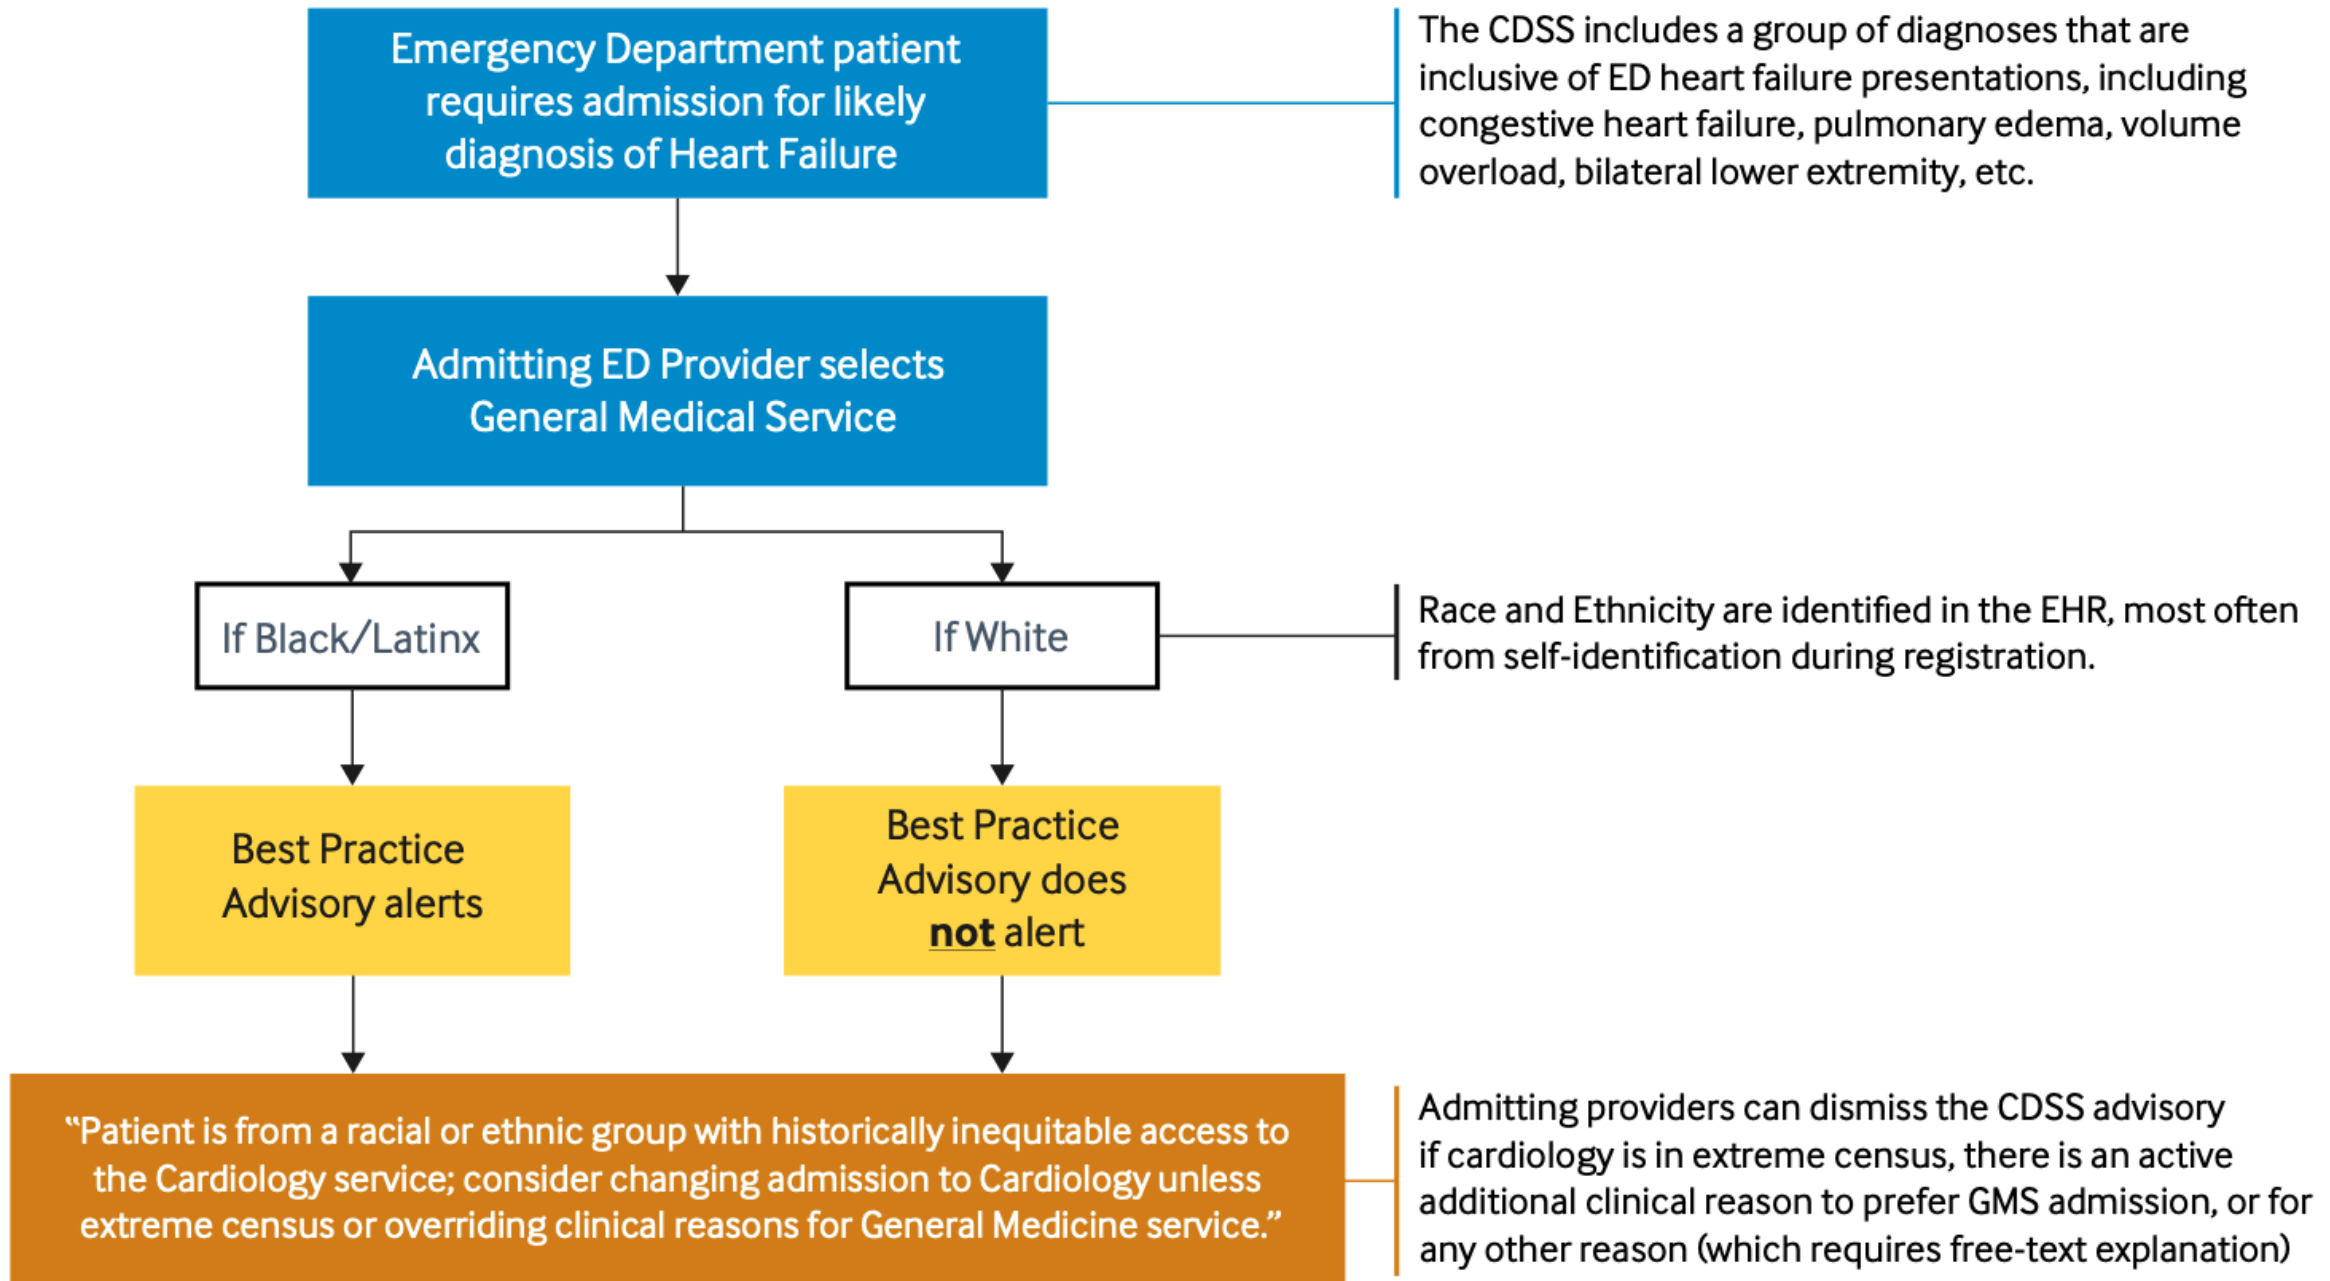 Emergency Department patient
requires admission for likely
diagnosis of Heart Failure
The CDSS includes a group of diagnoses that are
inclusive of ED heart failure presentations, including
congestive heart failure, pulmonary edema, volume
overload, bilateral lower extremity, etc.
Admitting ED Provider selects
General Medical Service
If Black/Latinx
If White
Race and Ethnicity are identified in the EHR, most often
from self-identification during registration.
Best Practice
Advisory alerts
Best Practice
Advisory does
not alert
“Patient is from a racial or ethnic group with historically inequitable access to
the Cardiology service; consider changing admission to Cardiology unless
extreme census or overriding clinical reasons for General Medicine service.”
Admitting providers can dismiss the CDSS advisory
if cardiology is in extreme census, there is an active
additional clinical reason to prefer GMS admission, or for
any other reason (which requires free-text explanation)